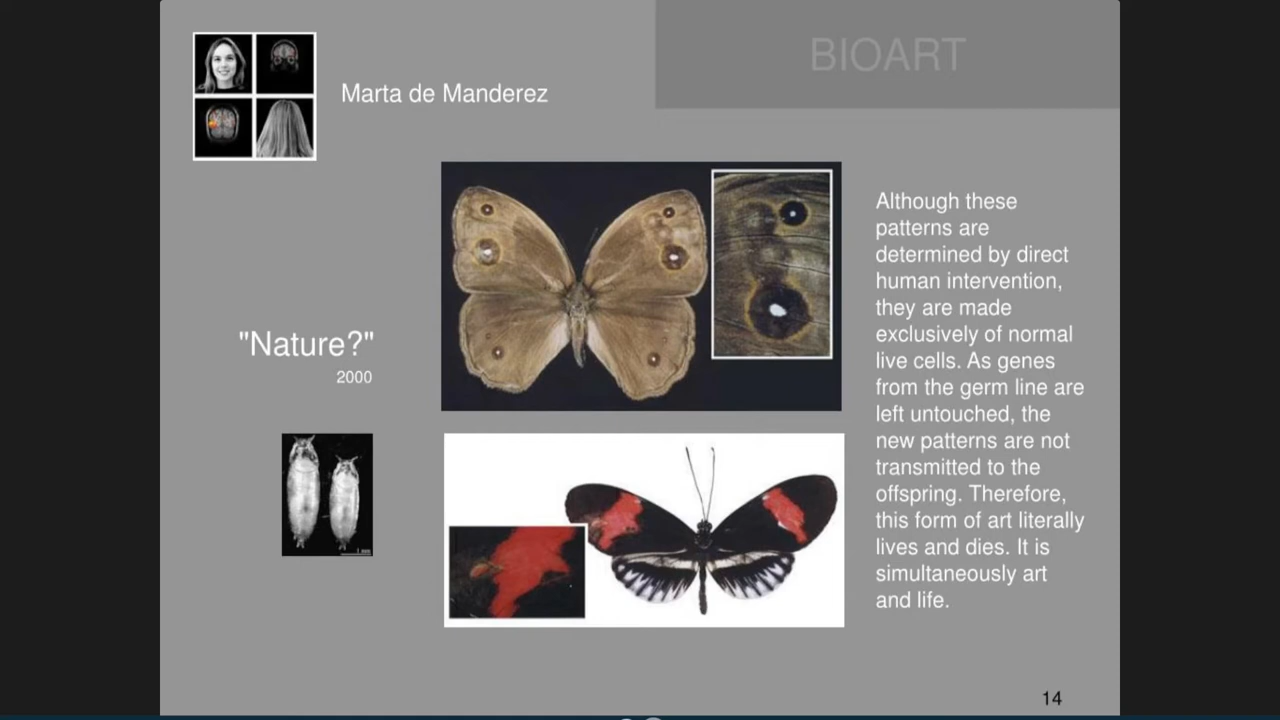 BIOART
Marta de Manderez
"Nature?"
2000
Although these
patterns are
determined by direct
human intervention,
they are made
exclusively of normal
live cells. As genes
from the germ line are
left untouched, the
new patterns are not
transmitted to the
offspring. Therefore,
this form of art literally
lives and dies. It is
simultaneously art
and life.
14